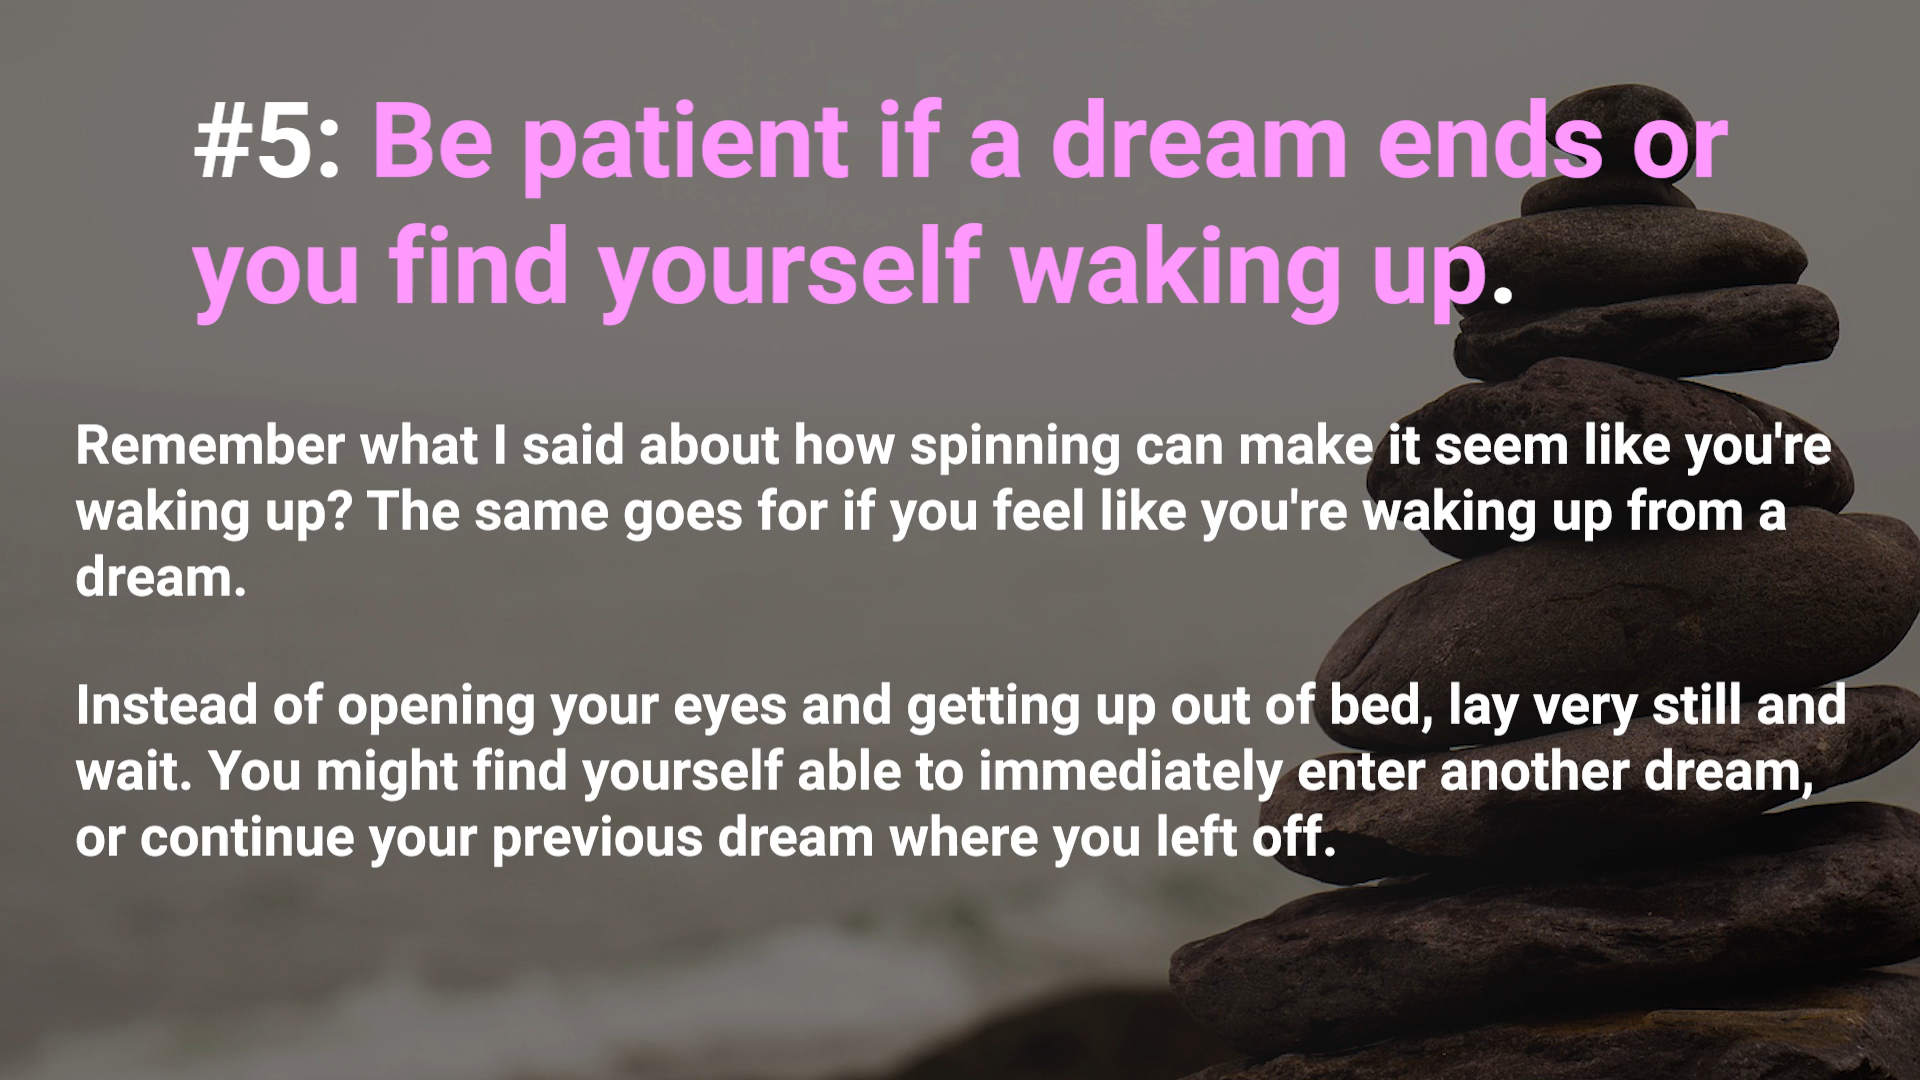 #5: Be patient if a dream ends or
you find yourself waking up.
Remember what I said about how spinning can make it seem like you're
waking up? The same goes for if you feel like you're waking up from a
dream.
Instead of opening your eyes and getting up out of bed, lay very still and
wait. You might find yourself able to immediately enter another dream,
or continue your previous dream where you left off.